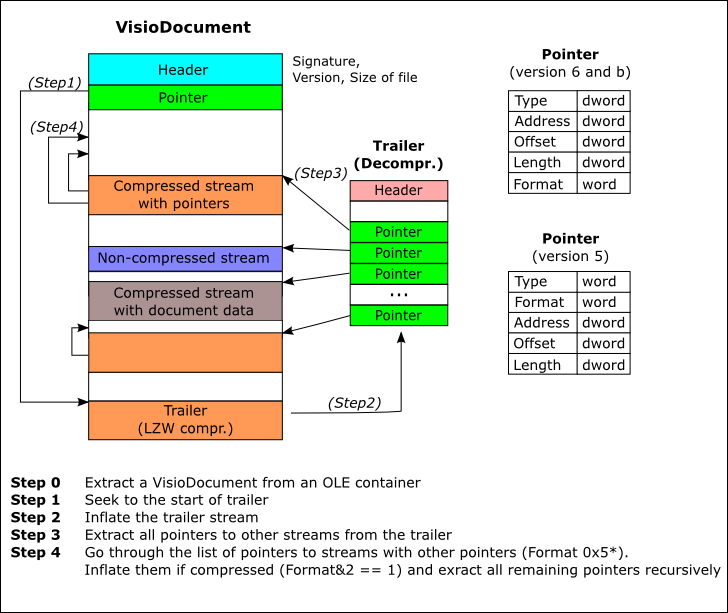 VisioDocument
Header
Signature,
Version, Size of file
(Step1)
Pointer
(Step4)
Compressed stream
with pointers
Non-compressed stream
Compressed stream
with document data
Trailer
(LZW compr.)
(Step2)
(Step3)
Trailer
(Decompr.)
Header
Pointer
Pointer
Pointer
...
Pointer
Pointer
(version 6 and b)
Type dword
Address dword
Offset dword
Length dword
Format word
Pointer
(version 5)
Type word
Format word
Address dword
Offset dword
Length dword
Step 0 Extract a VisioDocument from an OLE container
Step 1 Seek to the start of trailer
Step 2 Inflate the trailer stream
Step 3 Extract all pointers to other streams from the trailer
Step 4 Go through the list of pointers to streams with other pointers (Format 0x5*).
Inflate them if compressed (Format&2 == 1) and exract all remaining pointers recursively